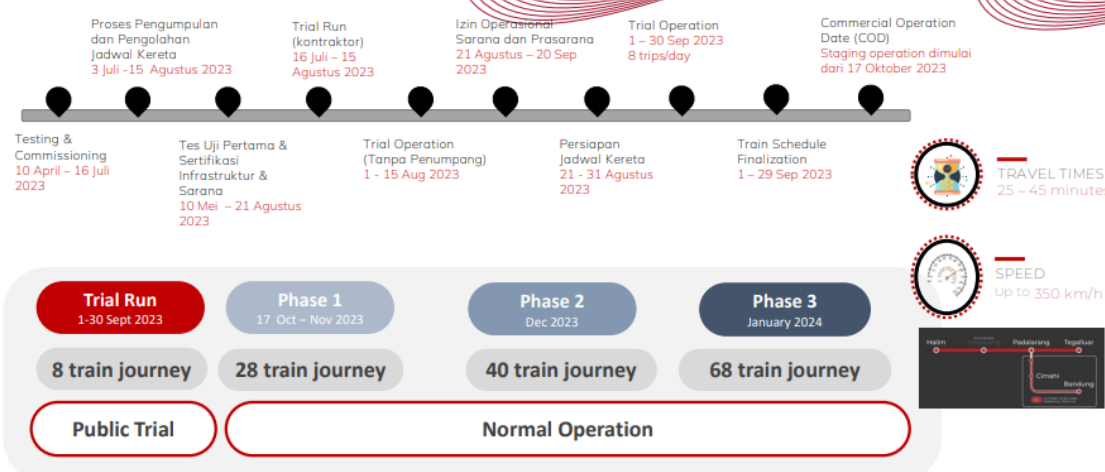 Proses Pengumpulan
dan Pengolahan
Jadwal Kereta
3 Juli -15 Agustus 2023
Trial Run
(kontraktor)
16 Juli – 15
Agustus 2023
Izin Operasional
Sarana dan Prasarana
21 Agustus – 20 Sep
2023
Trial Operation
1 – 30 Sep 2023
8 trips/day
Commercial Operation
Date (COD)
Staging operation dimulai
dari 17 Oktober 2023
Testing &
Commissioning
10 April – 16 Juli
2023
Tes Uji Pertama &
Sertifikasi
Infrastruktur &
Sarana
10 Mei – 21 Agustus
2023
Trial Operation
(Tanpa Penumpang)
1 - 15 Aug 2023
Persiapan
Jadwal Kereta
21 - 31 Agustus
2023
Train Schedule
Finalization
1 – 29 Sep 2023
TRAVEL TIMES
25 – 45 minutes
SPEED
Up to 350 km/h
Trial Run
1-30 Sept 2023
Phase 1
17 Oct – Nov 2023
Phase 2
Dec 2023
Phase 3
January 2024
8 train journey
28 train journey
40 train journey
68 train journey
Public Trial
Normal Operation
Halim
Padalarang
Tegalluar
Cimahi
Bandung